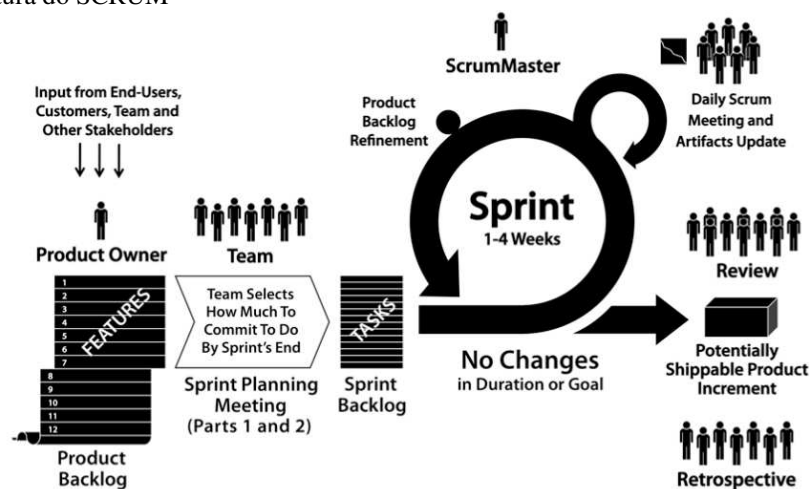 do SCRUM
Input from End-Users,
Customers, Team and
Other Stakeholders
Product Owner
Team
1
2
3
4
5
6
7
FEATURES
8
9
10
11
12
Product
Backlog
Team Selects
How Much To
Commit To Do
By Sprint's End
Sprint Planning
Meeting
(Parts 1 and 2)
TASKS
Sprint
Backlog
ScrumMaster
Product
Backlog
Refinement
Sprint
1-4 Weeks
No Changes
in Duration or Goal
Daily Scrum
Meeting and
Artifacts Update
Review
Potentially
Shippable Product
Increment
Retrospective